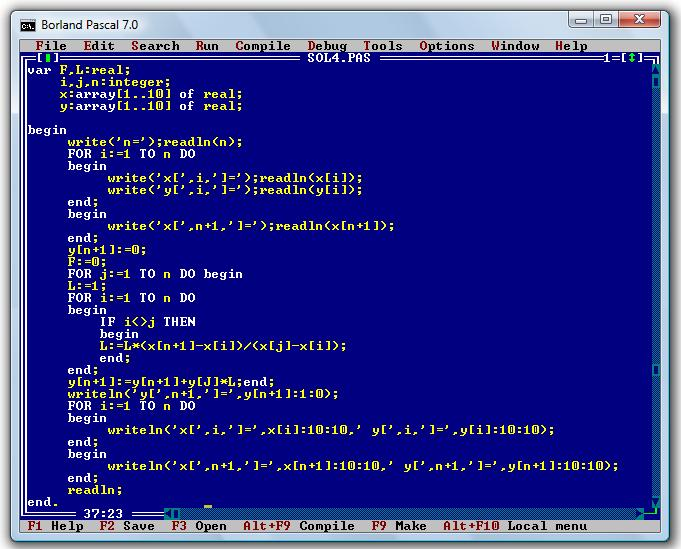 Borland Pascal 7.0
File Edit Search Run Compile Debug Tools Options Window Help
SOL4.PAS 1=[↕]
var F,L:real;
i,j,n:integer;
x:array[1..10] of real;
y:array[1..10] of real;
begin
write('n=');readln(n);
FOR i:=1 TO n DO
begin
write('x[',i,']=');readln(x[i]);
write('y[',i,']=');readln(y[i]);
end;
begin
write('x[',n+1,']=');readln(x[n+1]);
end;
y[n+1]:=0;
F:=0;
FOR j:=1 TO n DO begin
L:=1;
FOR i:=1 TO n DO
begin
IF i<>j THEN
begin
L:=L*(x[n+1]-x[i])/(x[j]-x[i]);
end;
end;
y[n+1]:=y[n+1]+y[J]*L;end;
writeln('y[',n+1,']=',y[n+1]:1:0);
FOR i:=1 TO n DO
begin
writeln('x[',i,']=',x[i]:10:10,' y[',i,']=',y[i]:10:10);
end;
begin
writeln('x[',n+1,']=',x[n+1]:10:10,' y[',n+1,']=',y[n+1]:10:10);
end;
readln;
end.
37:23
F1 Help F2 Save F3 Open Alt+F9 Compile F9 Make Alt+F10 Local menu